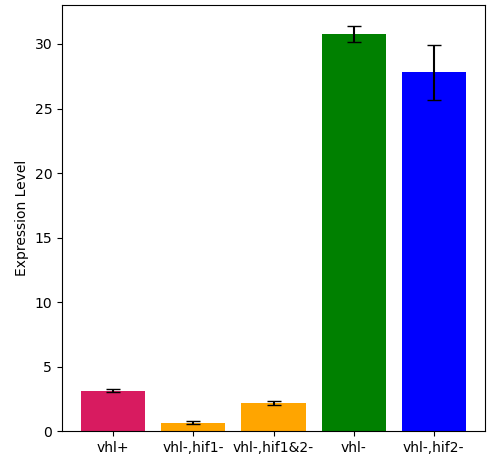 30
25
20
15
10
5
0
Expression Level
vhl+
vhl-,hif1-
vhl-,hif1&2-
vhl-
vhl-,hif2-